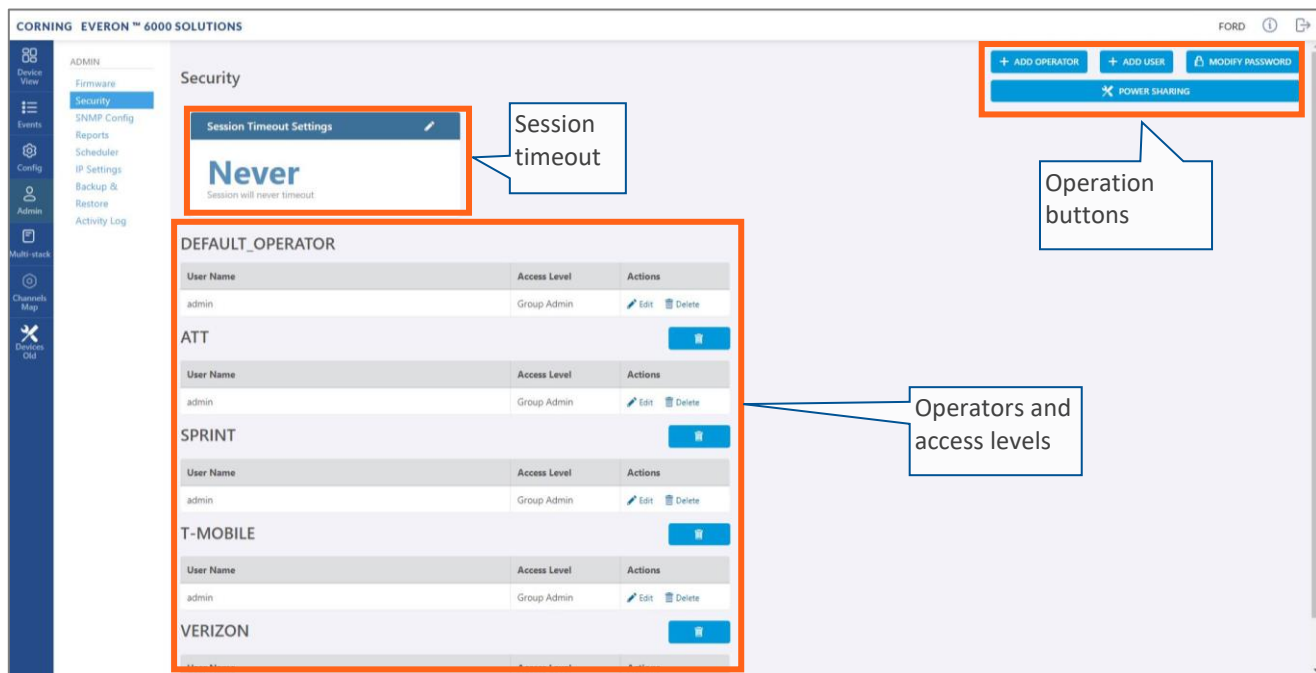 CORNING EVERON ™ 6000 SOLUTIONS
FORD
Device
View
Events
Config
Admin
Multi-stack
Channels
Map
Devices
Old
ADMIN
Firmware
Security
SNMP Config
Reports
Scheduler
IP Settings
Backup &
Restore
Activity Log
Security
+ ADD OPERATOR
+ ADD USER
MODIFY PASSWORD
POWER SHARING
Session Timeout Settings
Never
Session will never timeout
Session
timeout
Operation
buttons
DEFAULT_OPERATOR
User Name Access Level Actions
admin Group Admin Edit Delete
ATT
User Name Access Level Actions
admin Group Admin Edit Delete
Operators and
access levels
SPRINT
User Name Access Level Actions
admin Group Admin Edit Delete
T-MOBILE
User Name Access Level Actions
admin Group Admin Edit Delete
VERIZON